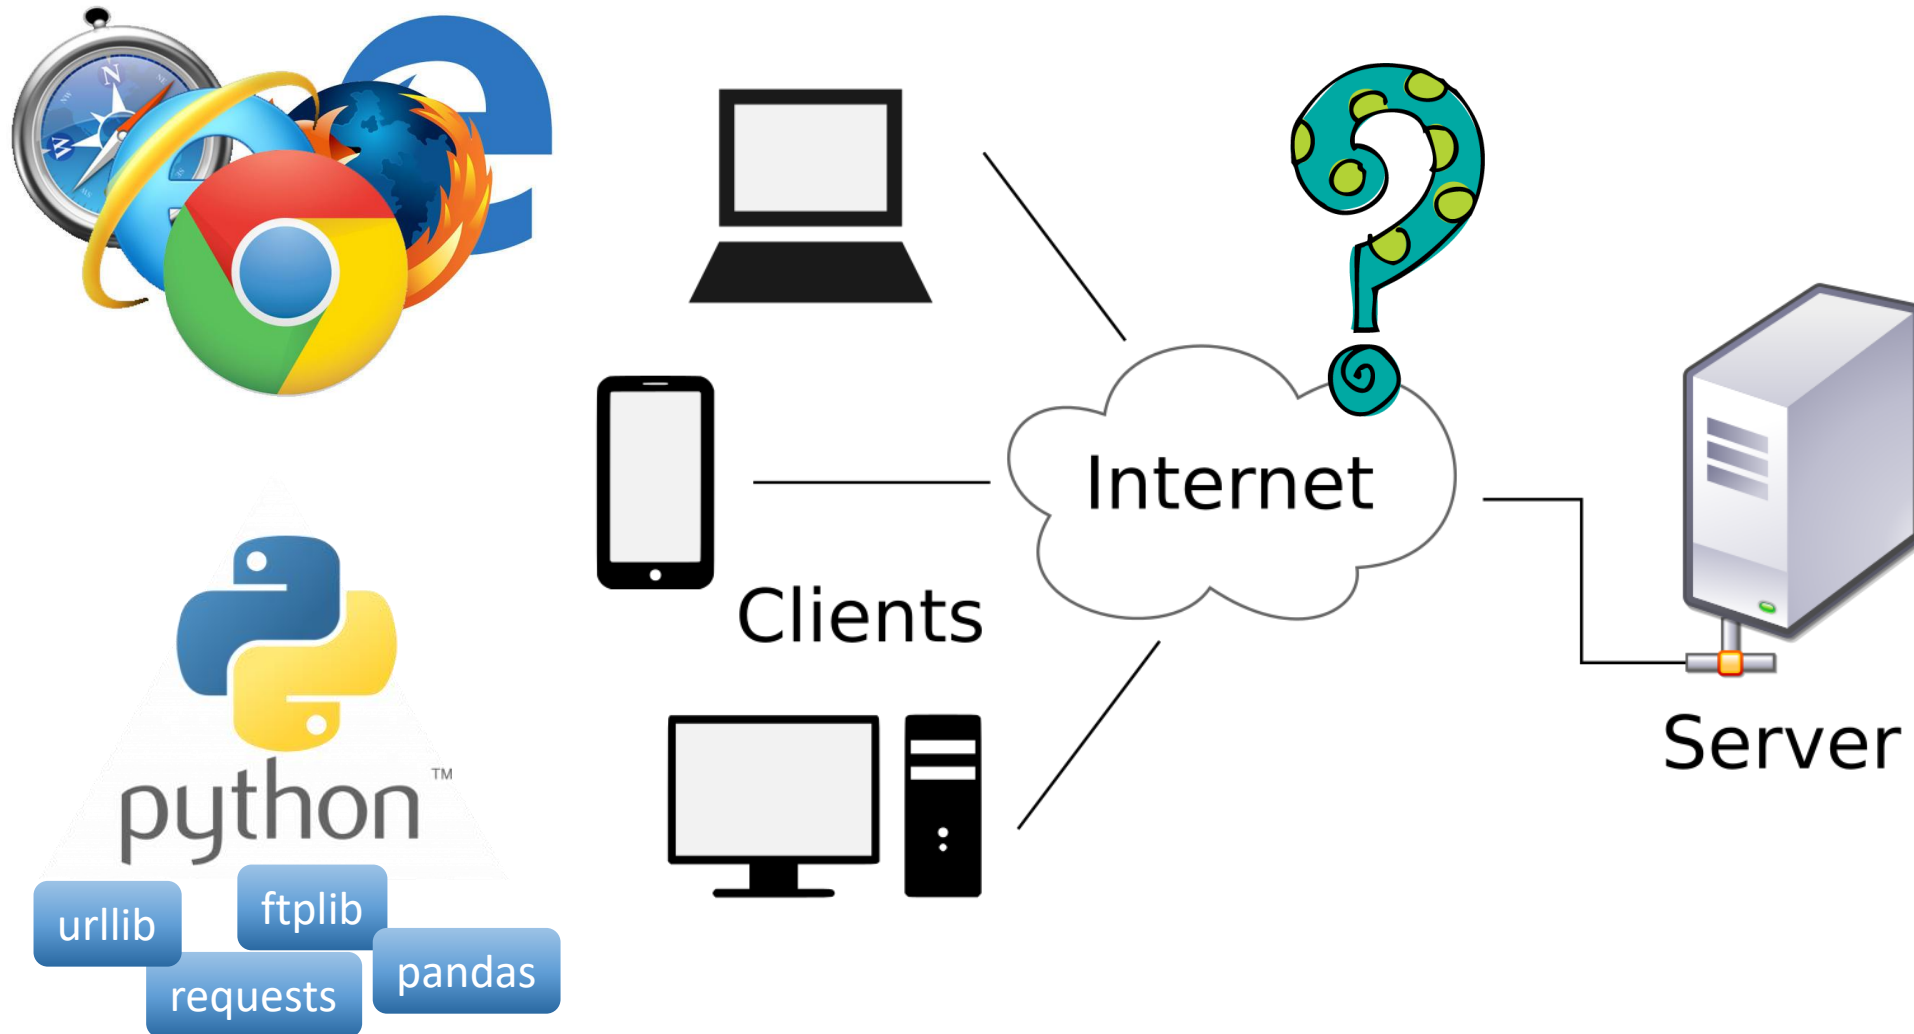 Internet
Clients
Server
python™
urllib
ftplib
requests
pandas